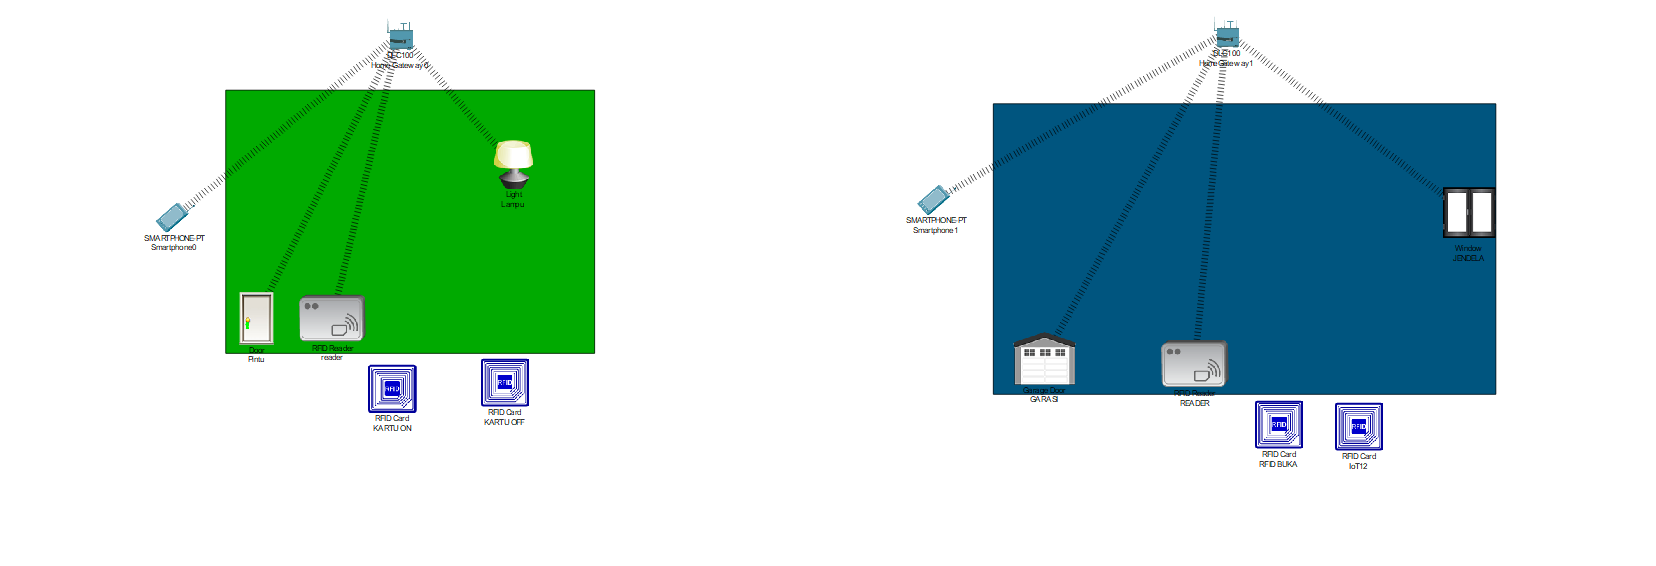 DLC100
Home Gateway0
SMARTPHONE-PT
Smartphone0
Light
Lampu
Door
Pintu
RFID Reader
reader
RFID
RFID Card
KARTU ON
RFID
RFID Card
KARTU OFF
DLC100
Home Gateway1
SMARTPHONE-PT
Smartphone1
Window
JENDELA
Garage Door
GARASI
RFID Reader
READER
RFID
RFID Card
RFID BUKA
RFID
RFID Card
IoT12